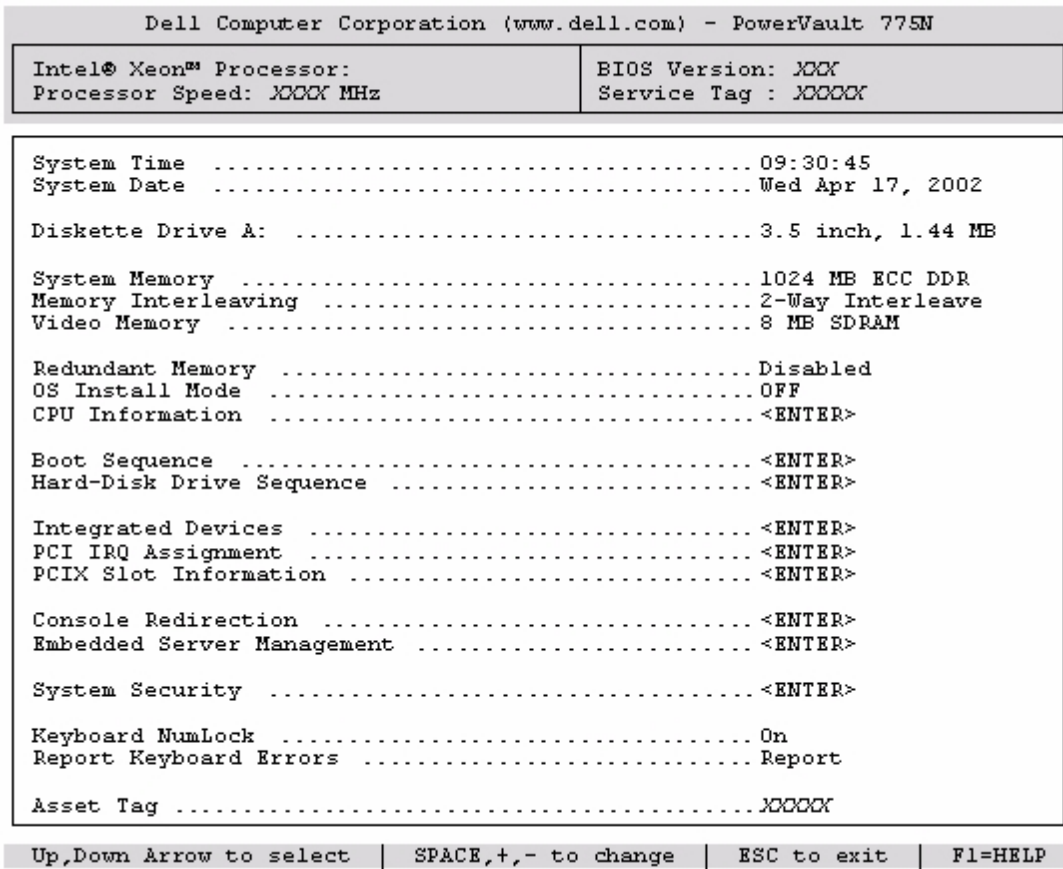 Dell Computer Corporation (www.dell.com) - PowerVault 775N
Intel® Xeon™ Processor:
Processor Speed: XXXX MHz
BIOS Version: XXX
Service Tag : XXXXX
System Time ........................................ 09:30:45
System Date ........................................ Wed Apr 17, 2002
Diskette Drive A: .................................. 3.5 inch, 1.44 MB
System Memory ...................................... 1024 MB ECC DDR
Memory Interleaving ................................ 2-Way Interleave
Video Memory ....................................... 8 MB SDRAM
Redundant Memory ................................... Disabled
OS Install Mode .................................... OFF
CPU Information .................................... <ENTER>
Boot Sequence ...................................... <ENTER>
Hard-Disk Drive Sequence ........................... <ENTER>
Integrated Devices ................................. <ENTER>
PCI IRQ Assignment ................................. <ENTER>
PCIX Slot Information .............................. <ENTER>
Console Redirection ................................ <ENTER>
Embedded Server Management ......................... <ENTER>
System Security .................................... <ENTER>
Keyboard NumLock ................................... On
Report Keyboard Errors ............................. Report
Asset Tag ........................................... XXXXX
Up,Down Arrow to select | SPACE,+,- to change | ESC to exit | F1=HELP